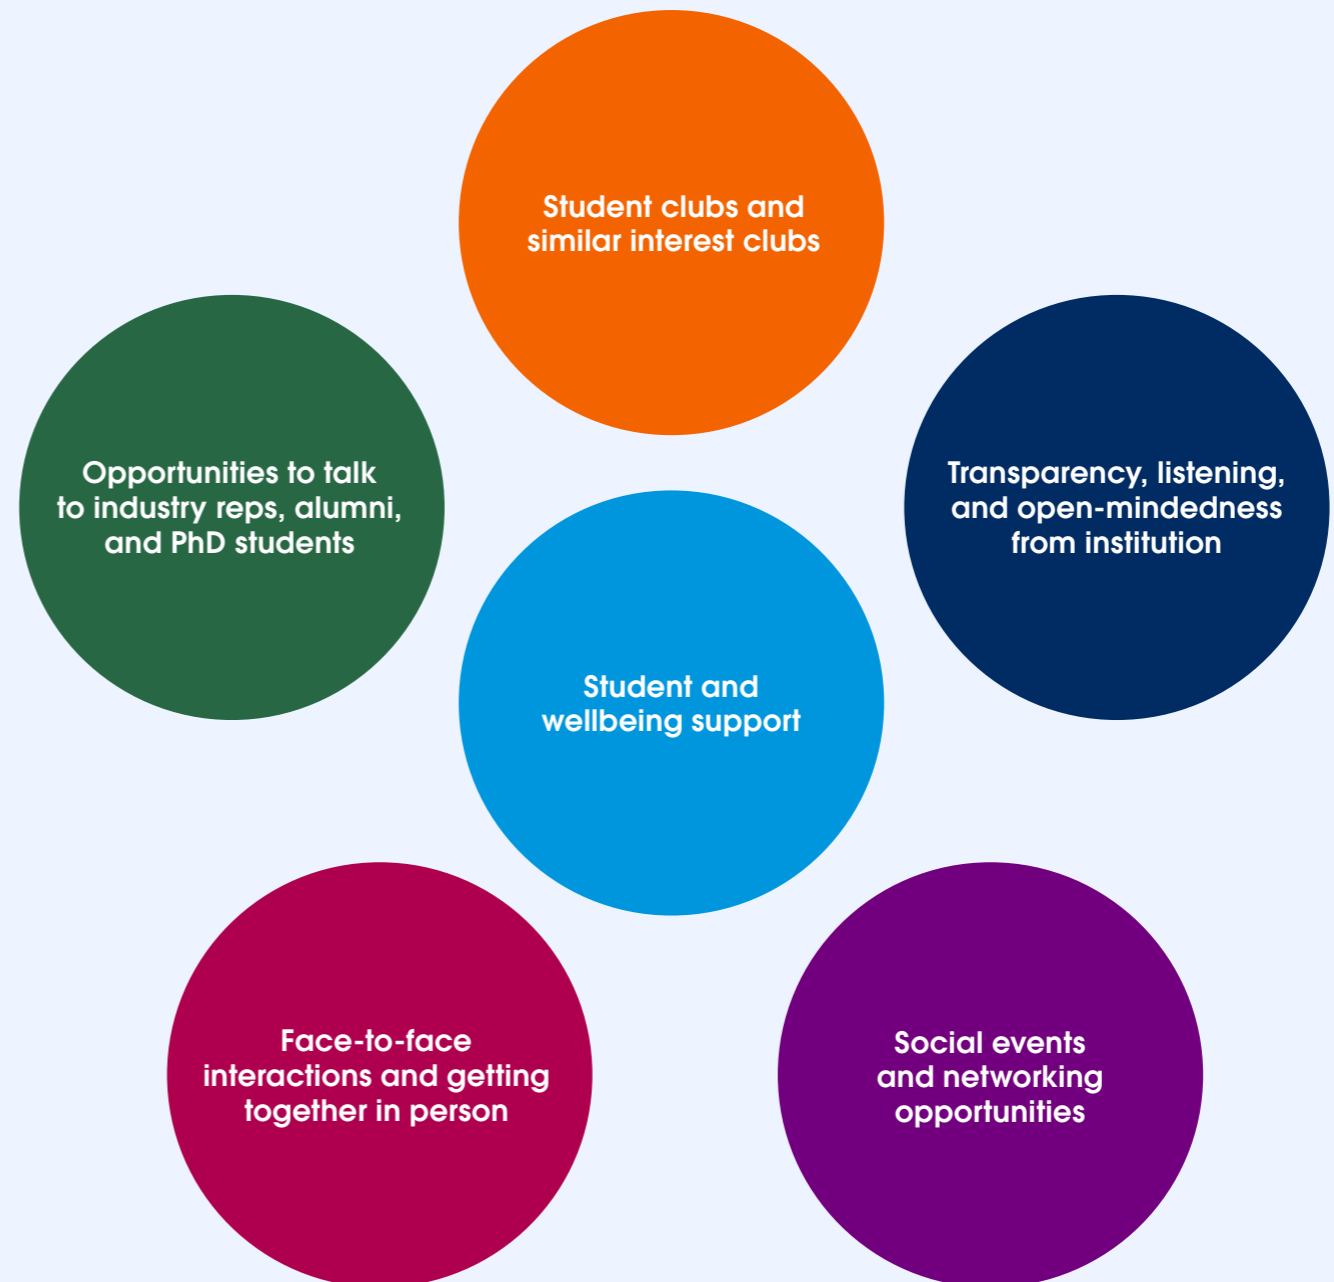 Student clubs and
similar interest clubs
Opportunities to talk
to industry reps, alumni,
and PhD students
Transparency, listening,
and open-mindedness
from institution
Student and
wellbeing support
Face-to-face
interactions and getting
together in person
Social events
and networking
opportunities